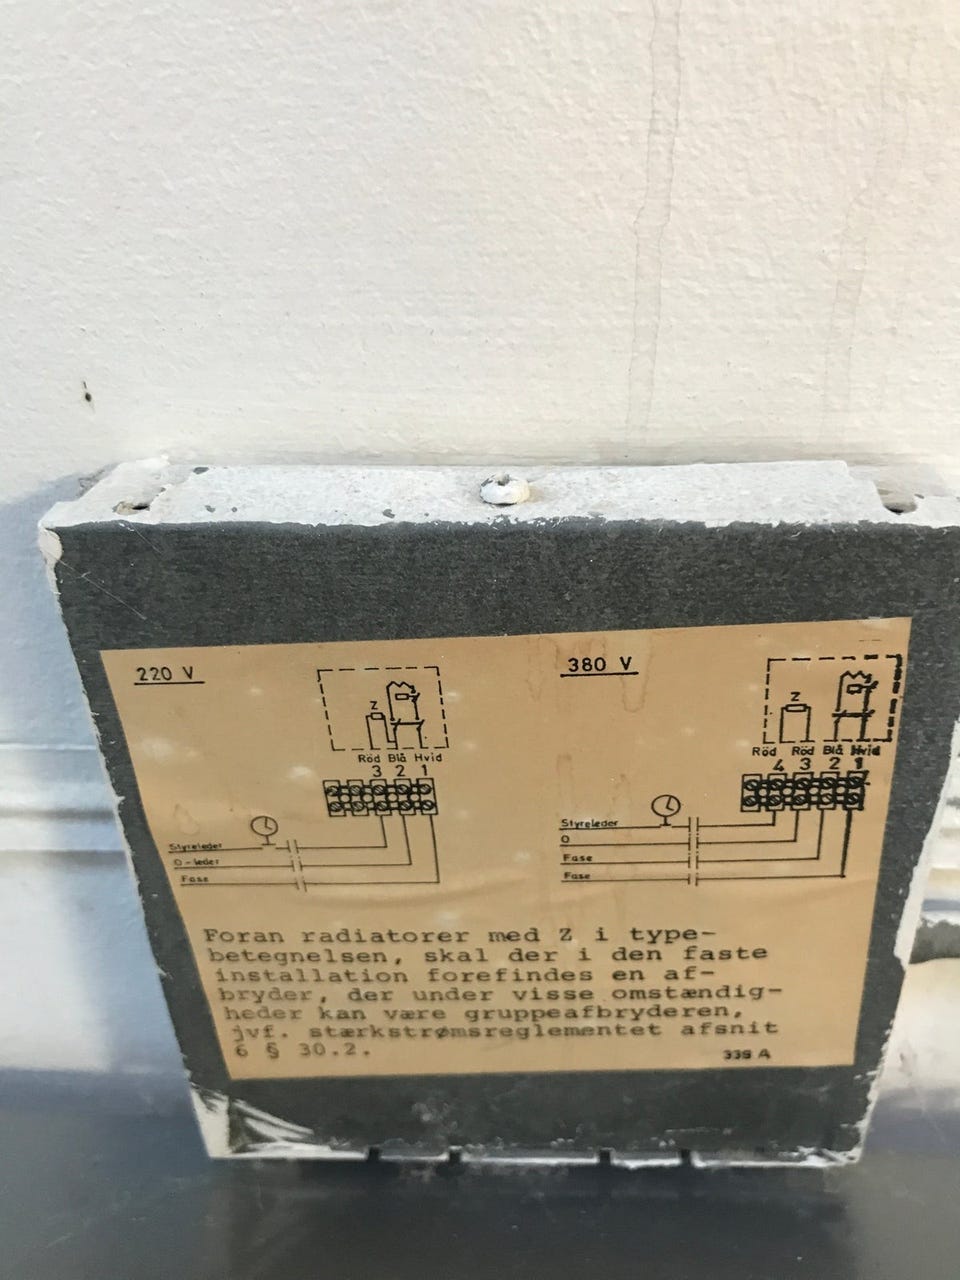 220 V
Z
Röd Blå Hvid
3 2 1
Styreleder
0-leder
Fase
380 V
Z
Röd Röd Blå Hvid
4 3 2 1
Styreleder
0
Fase
Fase
Foran radiatorer med Z i type-
betegnelsen, skal der i den faste
installation forefindes en af-
bryder, der under visse omstændig-
heder kan være gruppeafbryderen,
jvf. stærkstrømsreglementet afsnit
6 § 30.2.
339 A